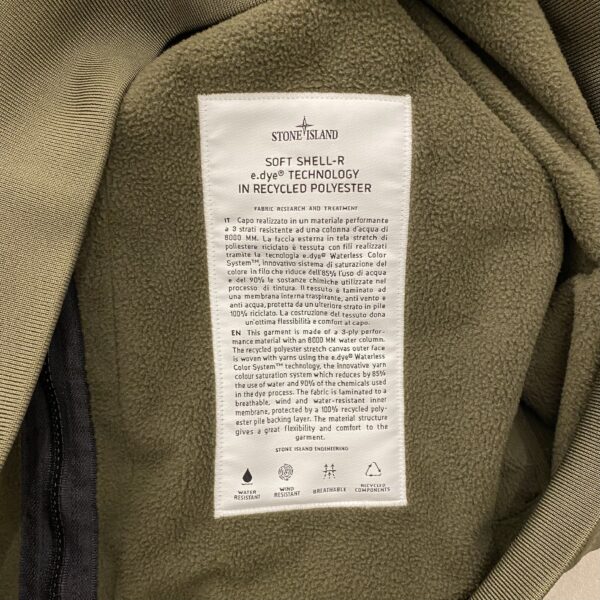 STONE ISLAND
SOFT SHELL-R
e.dye® TECHNOLOGY
IN RECYCLED POLYESTER
FABRIC RESEARCH AND TREATMENT
IT Capo realizzato in un materiale performante
a 3 strati resistente ad una colonna d'acqua di
8000 MM. La faccia esterna in tela stretch di
poliestere riciclato è tessuta con fili realizzati
tramite la tecnologia e.dye® Waterless Color
System™, innovativo sistema di saturazione del
colore in filo che riduce dell'85% l'uso di acqua
e del 90% le sostanze chimiche utilizzate nel
processo di tintura. Il tessuto è laminato ad
una membrana interna traspirante, anti vento e
anti acqua, protetta da un ulteriore strato in pile
100% riciclato. La costruzione del tessuto dona
un'ottima flessibilità e comfort al capo.
EN This garment is made of a 3-ply perfor-
mance material with an 8000 MM water column.
The recycled polyester stretch canvas outer face
is woven with yarns using the e.dye® Waterless
Color System™ technology, the innovative yarn
colour saturation system which reduces by 85%
the use of water and 90% of the chemicals used
in the dye process. The fabric is laminated to a
breathable, wind and water-resistant inner
membrane, protected by a 100% recycled poly-
ester pile backing layer. The material structure
gives a great flexibility and comfort to the
garment.
STONE ISLAND ENGINEERING
WATER
RESISTANT
WIND
RESISTANT
BREATHABLE
RECYCLED
COMPONENTS